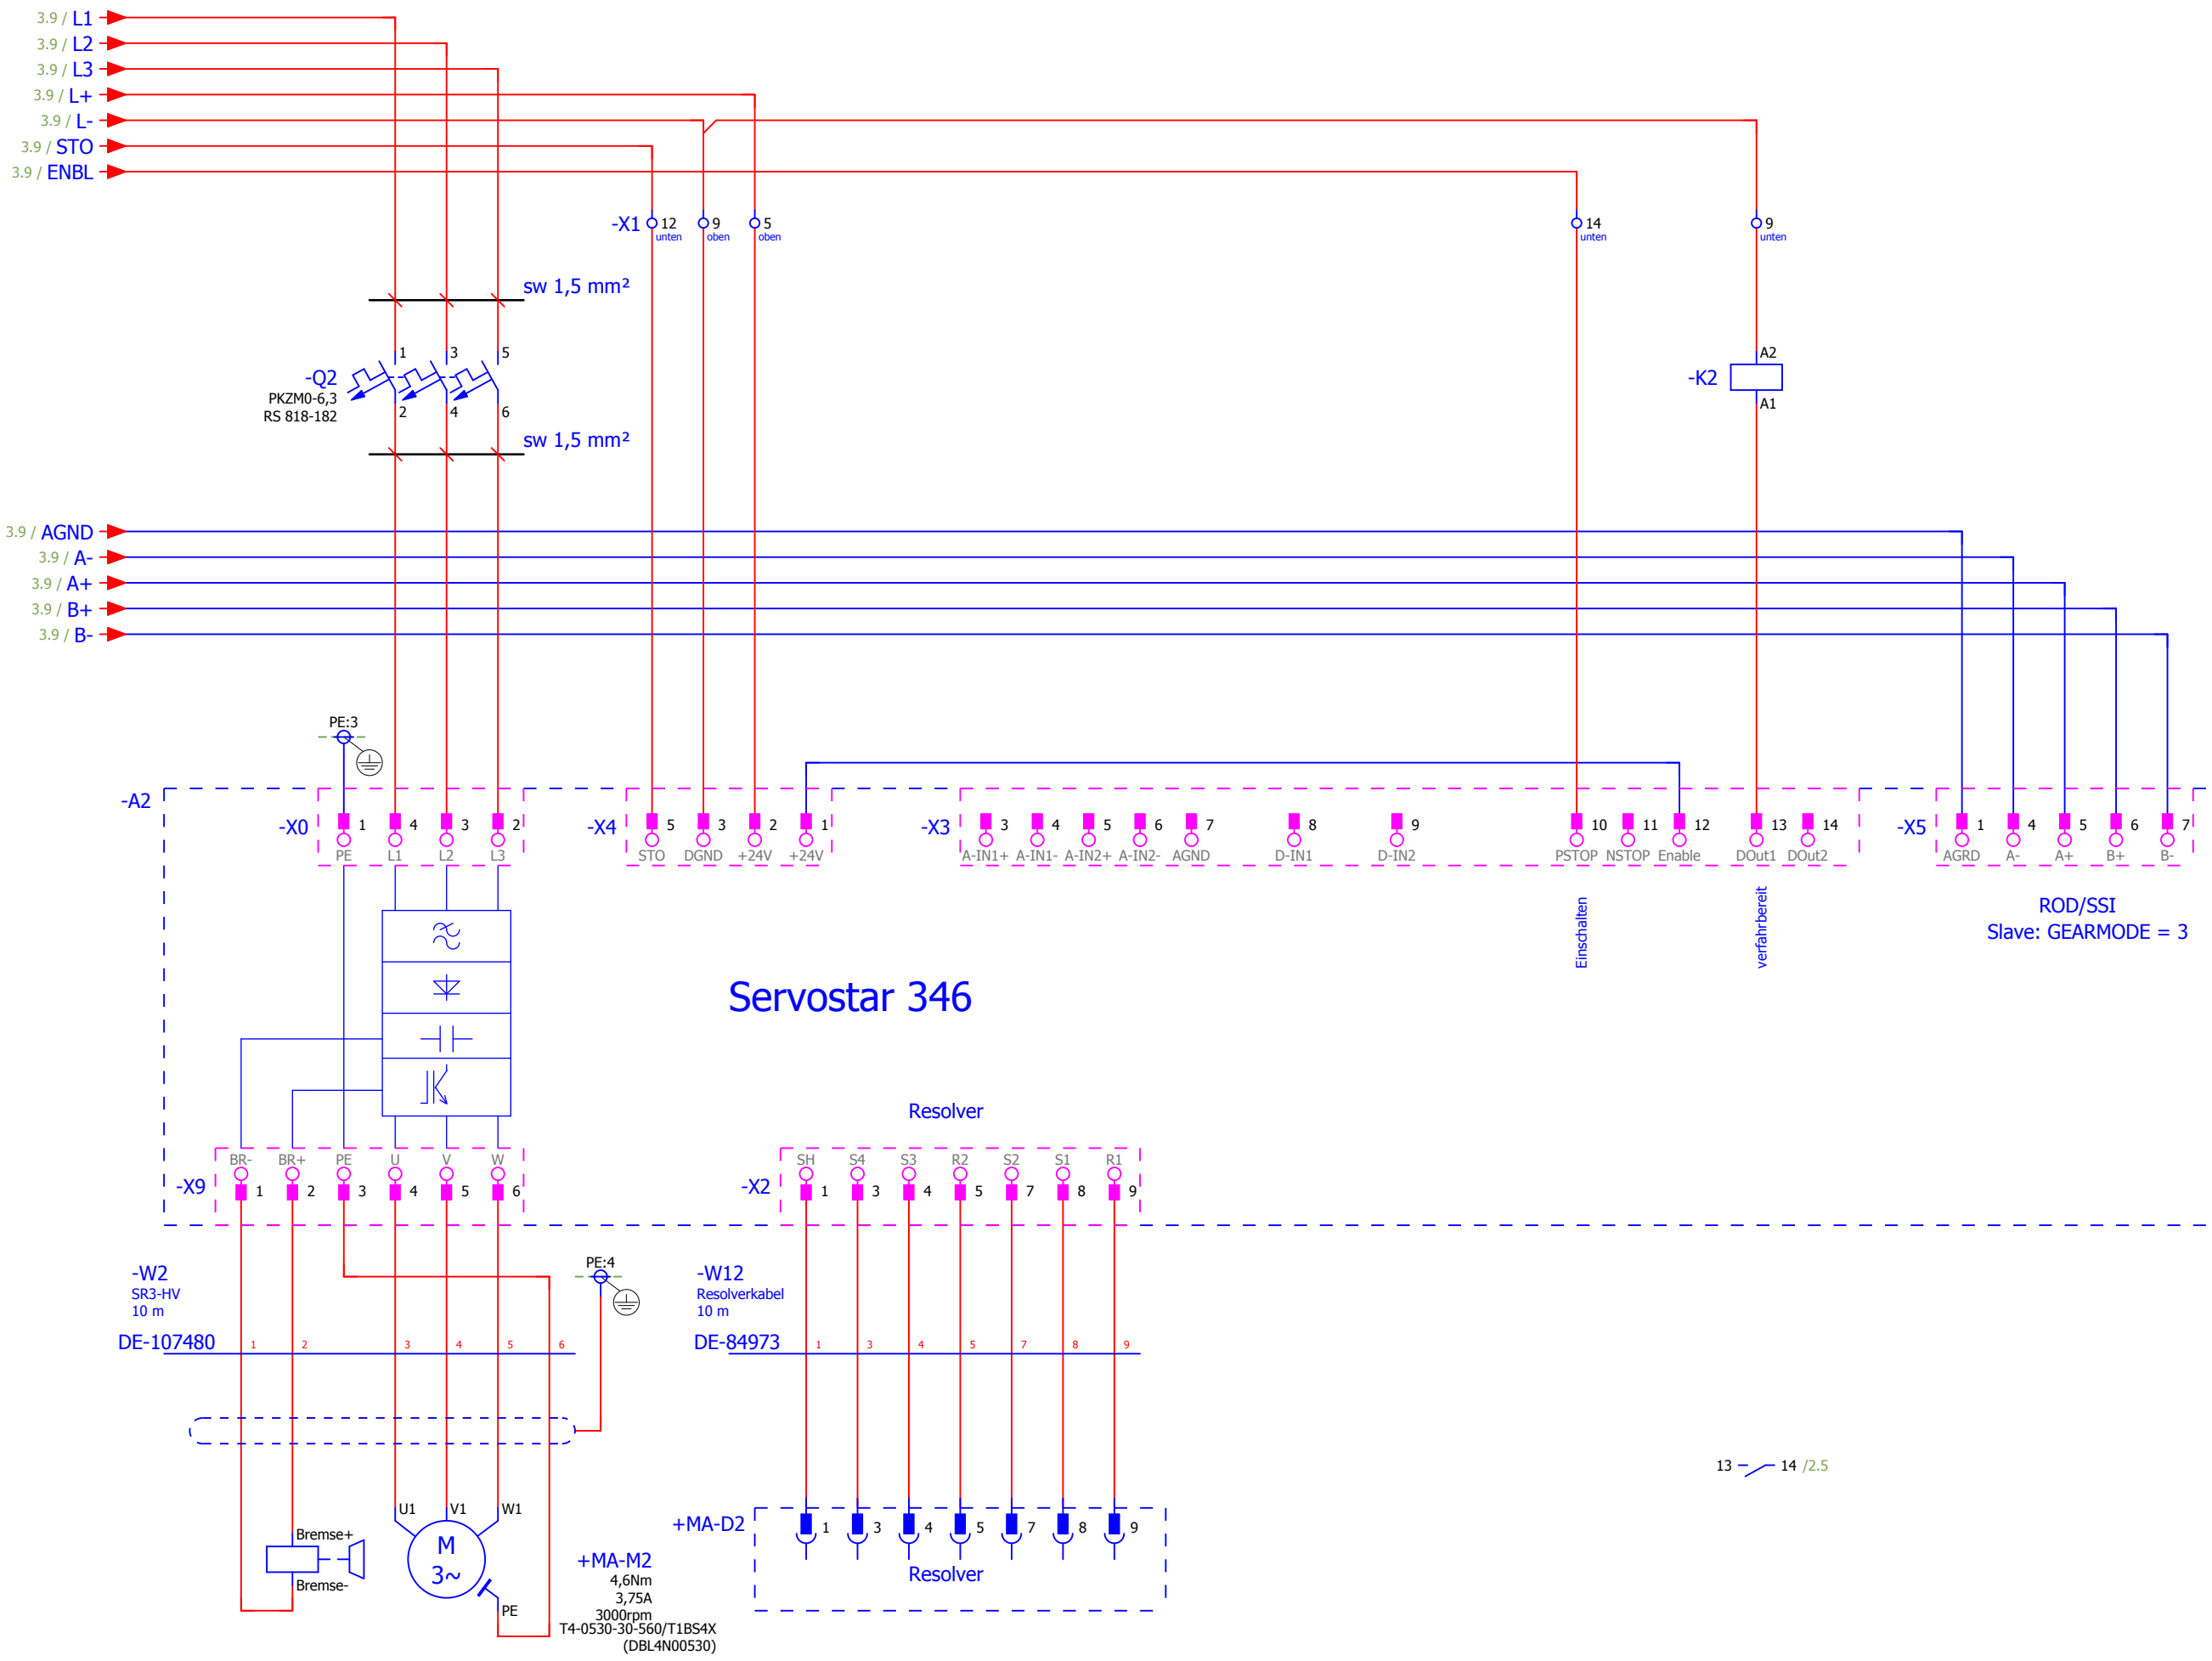 3.9 / L1
3.9 / L2
3.9 / L3
3.9 / L+
3.9 / L-
3.9 / STO
3.9 / ENBL
-X1 12 9 5 14 9
unten oben oben unten unten
sw 1,5 mm²
1 3 5 A2
-Q2 -K2
PKZM0-6,3
RS 818-182
2 4 6 A1
sw 1,5 mm²
3.9 / AGND
3.9 / A-
3.9 / A+
3.9 / B+
3.9 / B-
PE:3
-A2
-X0 1 4 3 2 -X4 5 3 2 1 -X3 3 4 5 6 7 8 9 10 11 12 13 14 -X5 1 4 5 6 7
PE L1 L2 L3 STO DGND +24V +24V A-IN1+ A-IN1- A-IN2+ A-IN2- AGND D-IN1 D-IN2 PSTOP NSTOP Enable DOut1 DOut2 AGRD A- A+ B+ B-
Einschalten
verfahrbereit
ROD/SSI
Slave: GEARMODE = 3
Servostar 346
Resolver
BR- BR+ PE U V W SH S4 S3 R2 S2 S1 R1
-X9 1 2 3 4 5 6 -X2 1 3 4 5 7 8 9
PE:4
-W2
SR3-HV
10 m
DE-107480 1 2 3 4 5 6
-W12
Resolverkabel
10 m
DE-84973 1 3 4 5 7 8 9
13 14 /2.5
U1 V1 W1
Bremse+
Bremse-
M
3~
PE
+MA-M2
4,6Nm
3,75A
3000rpm
T4-0530-30-560/T1BS4X
(DBL4N00530)
+MA-D2 1 3 4 5 7 8 9
Resolver